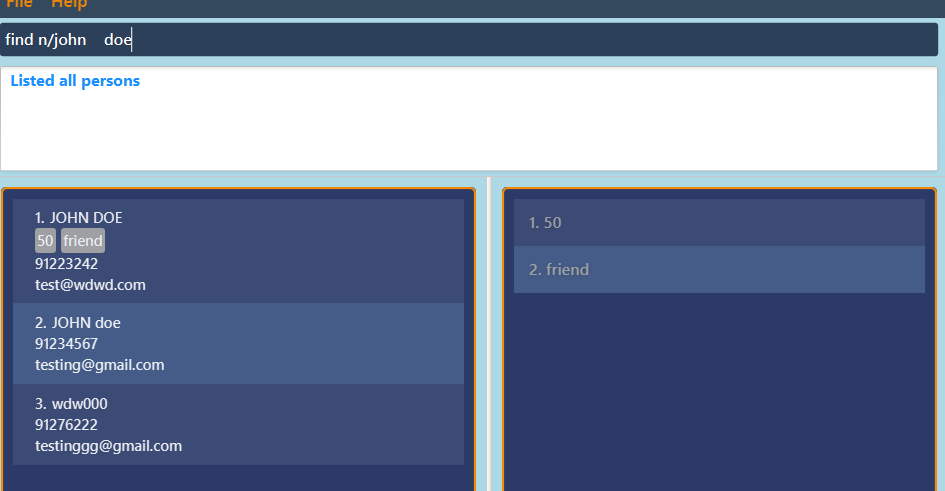 File Help
find n/john    doe
Listed all persons
1. JOHN DOE
50 friend
91223242
test@wdwd.com
2. JOHN doe
91234567
testing@gmail.com
3. wdw000
91276222
testinggg@gmail.com
1. 50
2. friend